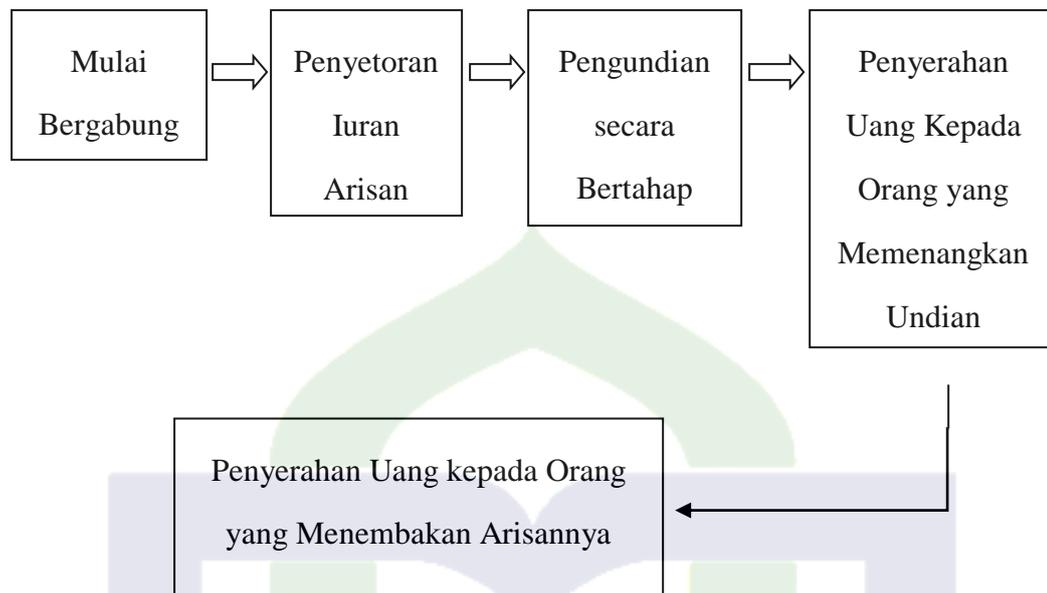 Mulai
Bergabung
Penyetoran
Iuran
Arisan
Pengundian
secara
Bertahap
Penyerahan
Uang Kepada
Orang yang
Memenangkan
Undian
Penyerahan Uang kepada Orang
yang Menembakan Arisannya